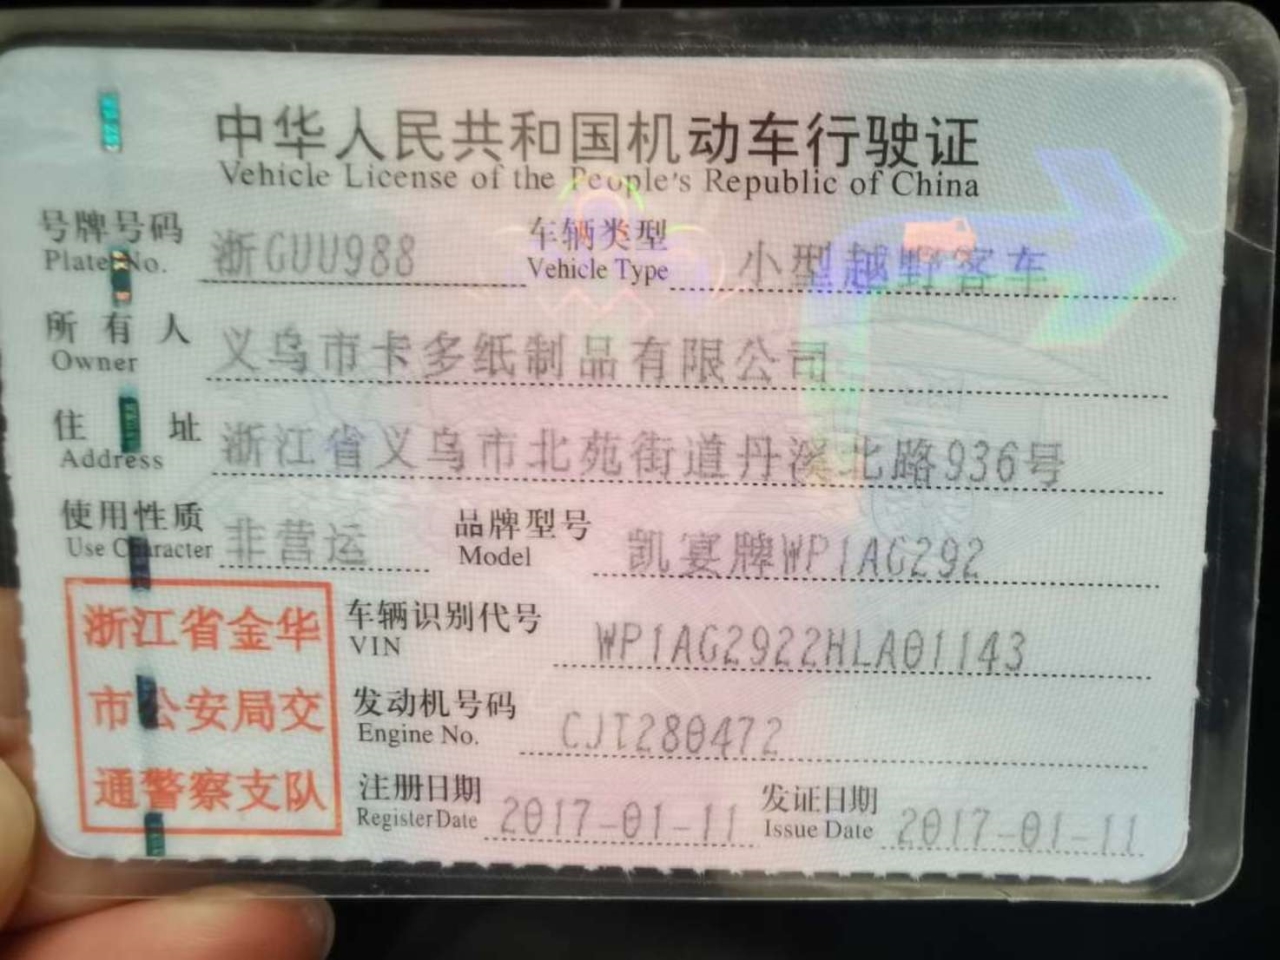 中华人民共和国机动车行驶证
Vehicle License of the People's Republic of China
号牌号码 浙GUU988 车辆类型 小型越野客车
Plate No. Vehicle Type
所有人 义乌市卡多纸制品有限公司
Owner
住址 浙江省义乌市北苑街道丹溪北路936号
Address
使用性质 非营运 品牌型号 凯宴牌WP1AG292
Use Character Model
浙江省金华
市公安局交
通警察支队
车辆识别代号 WP1AG2922HLA01143
VIN
发动机号码 CJT280472
Engine No.
注册日期 2017-01-11 发证日期 2017-01-11
Register Date Issue Date